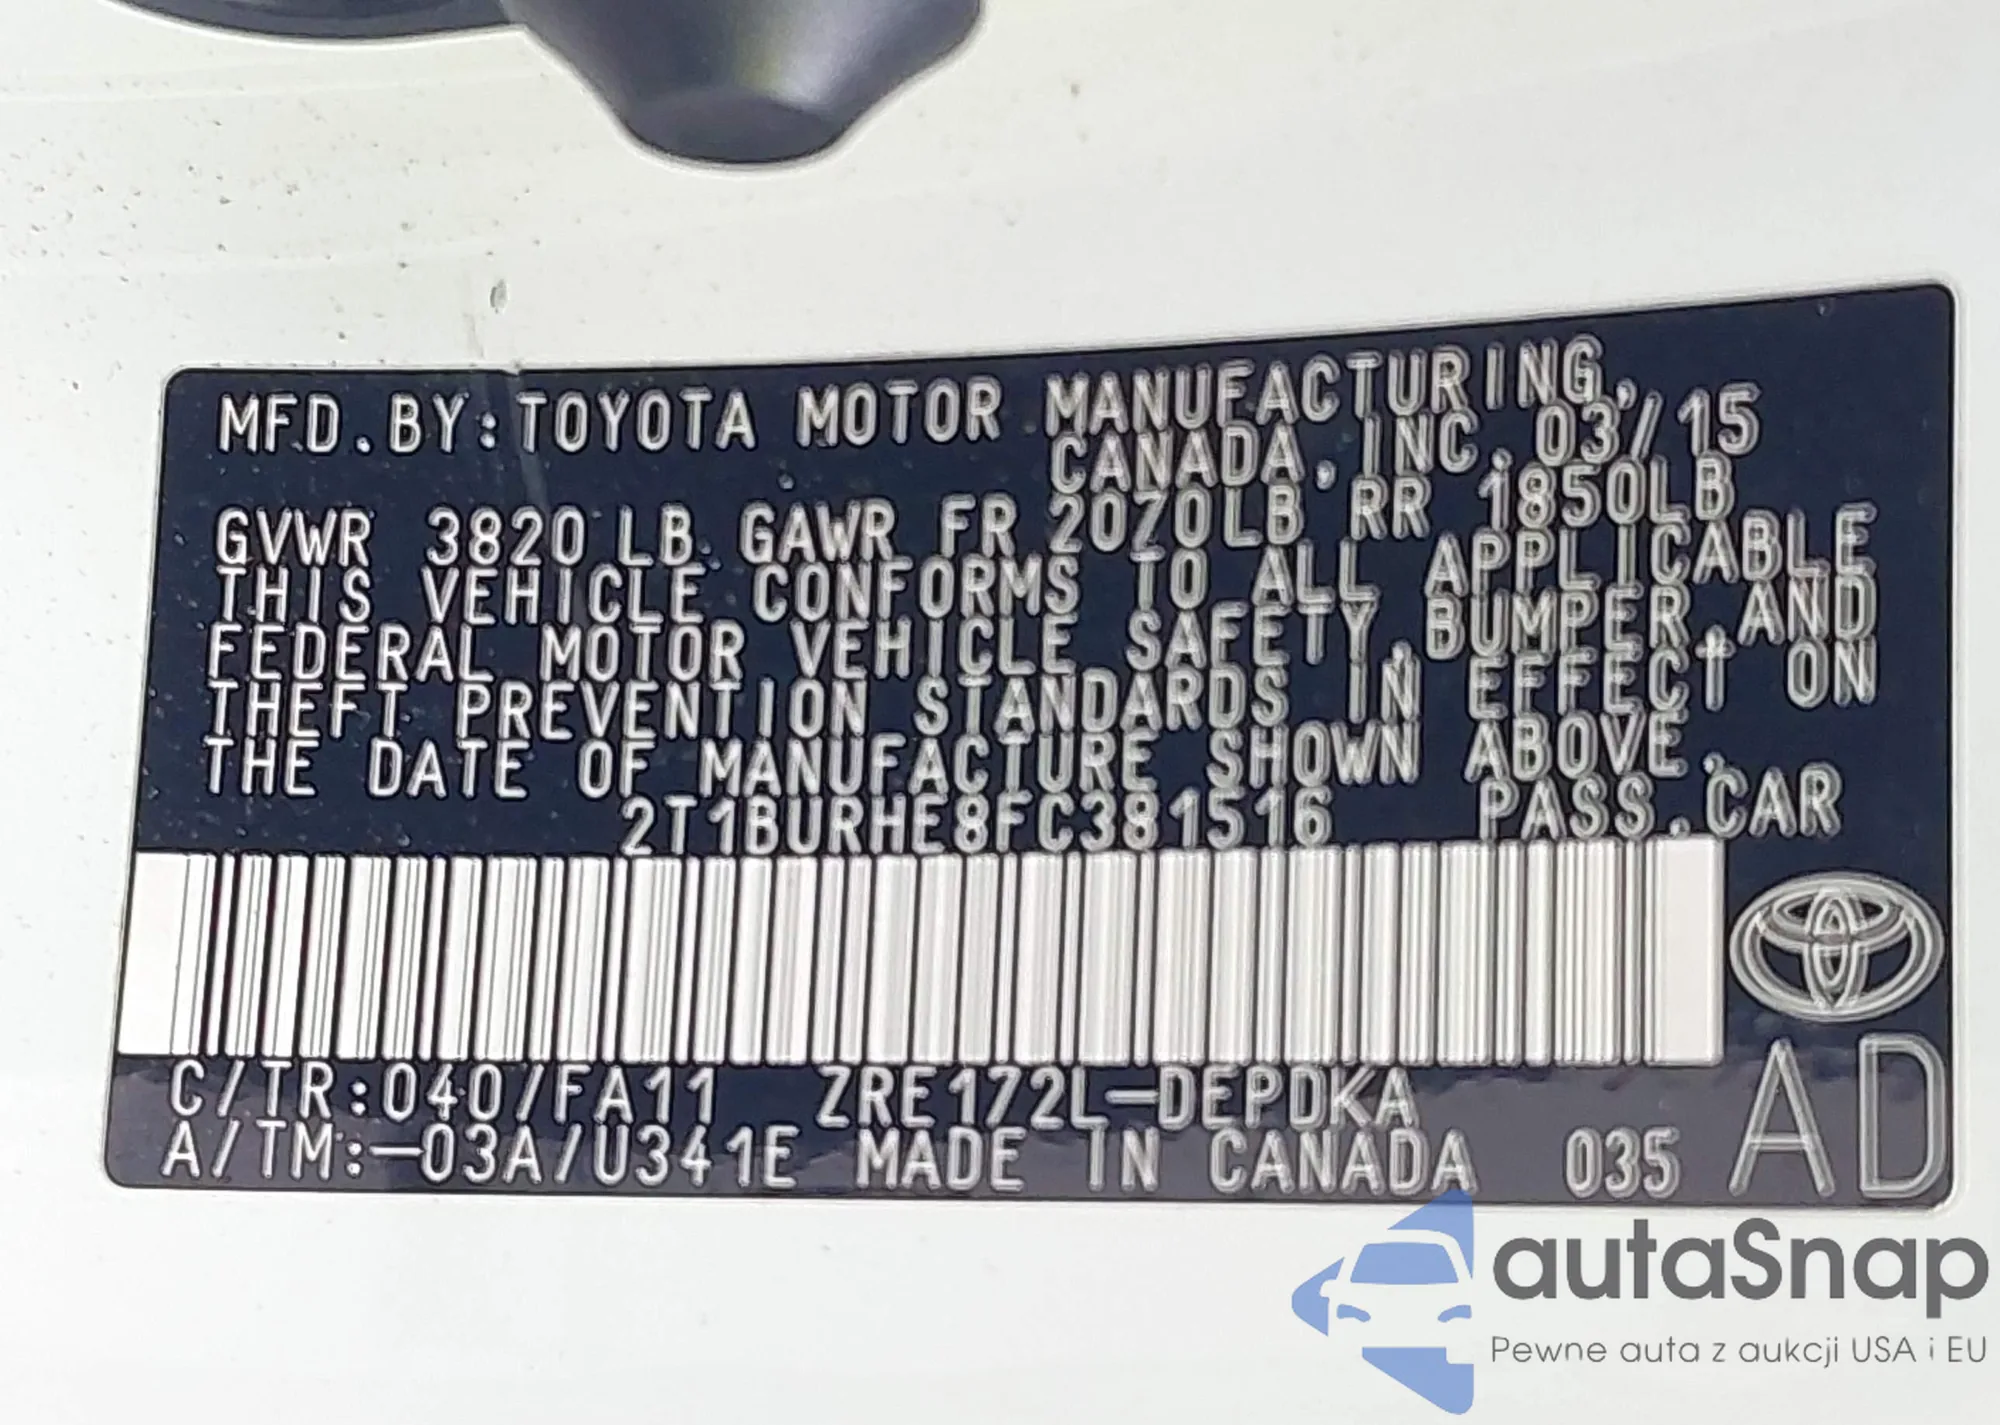 MFD.BY:TOYOTA MOTOR MANUFACTURING,
CANADA,INC.03/15
GVWR 3820LB GAWR FR 2070LB RR 1850LB
THIS VEHICLE CONFORMS TO ALL APPLICABLE
FEDERAL MOTOR VEHICLE SAFETY,BUMPER,AND
THEFT PREVENTION STANDARDS IN EFFECT ON
THE DATE OF MANUFACTURE SHOWN ABOVE.
2T1BURHE8FC381516 PASS.CAR
C/TR:040/FA11 ZRE172L-DEPDKA
A/TM:-03A/U341E MADE IN CANADA 035
AD
autaSnap
Pewne auta z aukcji USA i EU